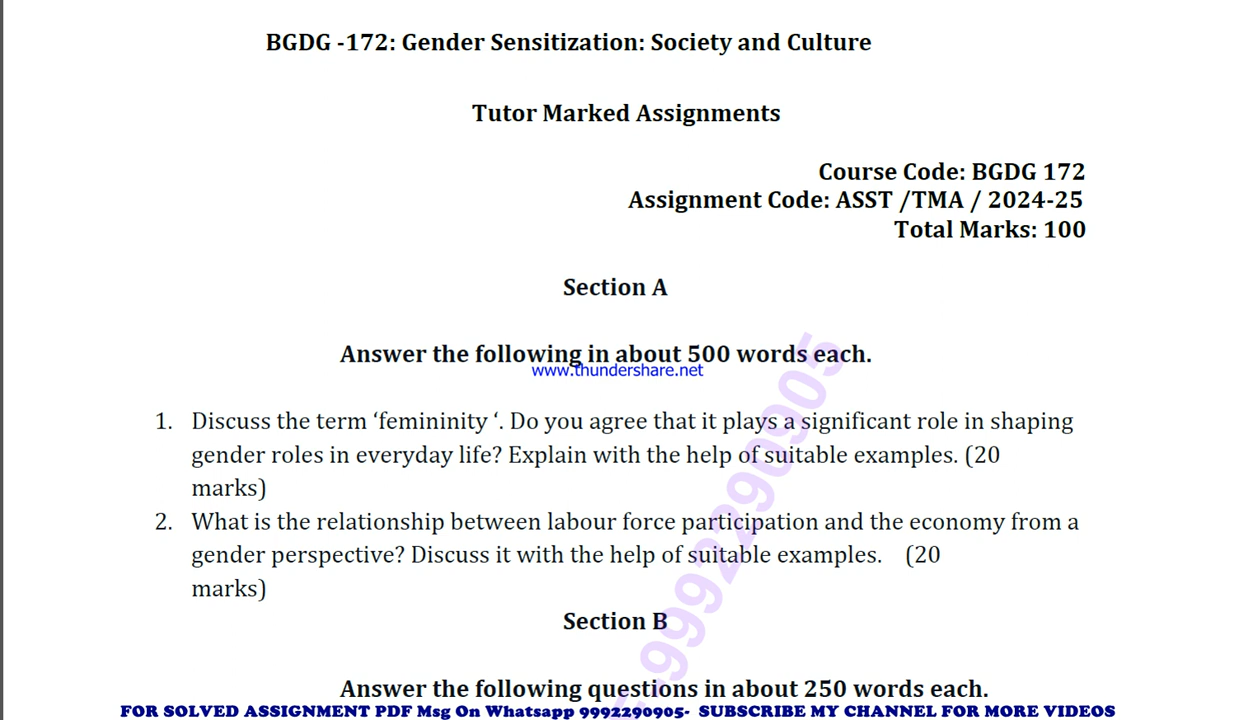 BGDG -172: Gender Sensitization: Society and Culture
Tutor Marked Assignments
Course Code: BGDG 172
Assignment Code: ASST /TMA / 2024-25
Total Marks: 100
Section A
Answer the following in about 500 words each.
www.thundershare.net
1. Discuss the term ‘femininity ‘. Do you agree that it plays a significant role in shaping
gender roles in everyday life? Explain with the help of suitable examples. (20
marks)
2. What is the relationship between labour force participation and the economy from a
gender perspective? Discuss it with the help of suitable examples. (20
marks)
Section B
Answer the following questions in about 250 words each.
FOR SOLVED ASSIGNMENT PDF Msg On Whatsapp 9992290905- SUBSCRIBE MY CHANNEL FOR MORE VIDEOS
-9992290905